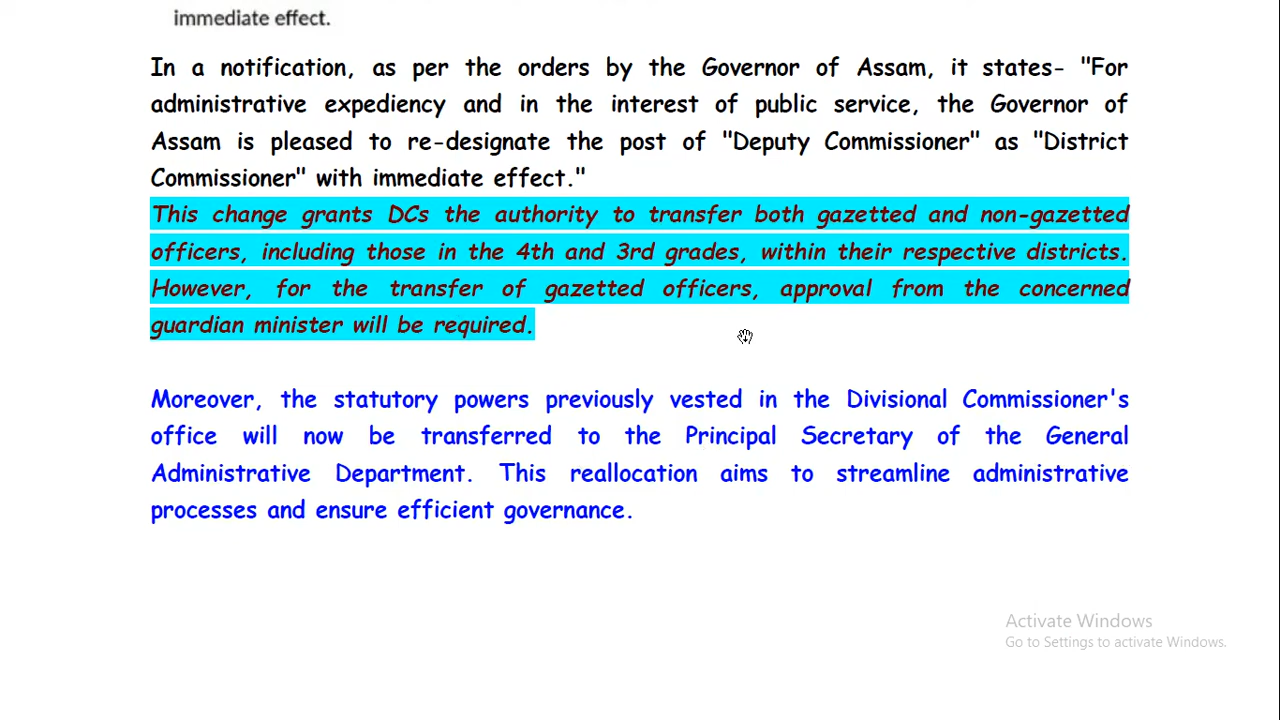 immediate effect.
In a notification, as per the orders by the Governor of Assam, it states- "For
administrative expediency and in the interest of public service, the Governor of
Assam is pleased to re-designate the post of "Deputy Commissioner" as "District
Commissioner" with immediate effect."
This change grants DCs the authority to transfer both gazetted and non-gazetted
officers, including those in the 4th and 3rd grades, within their respective districts.
However, for the transfer of gazetted officers, approval from the concerned
guardian minister will be required.
Moreover, the statutory powers previously vested in the Divisional Commissioner's
office will now be transferred to the Principal Secretary of the General
Administrative Department. This reallocation aims to streamline administrative
processes and ensure efficient governance.
Activate Windows
Go to Settings to activate Windows.